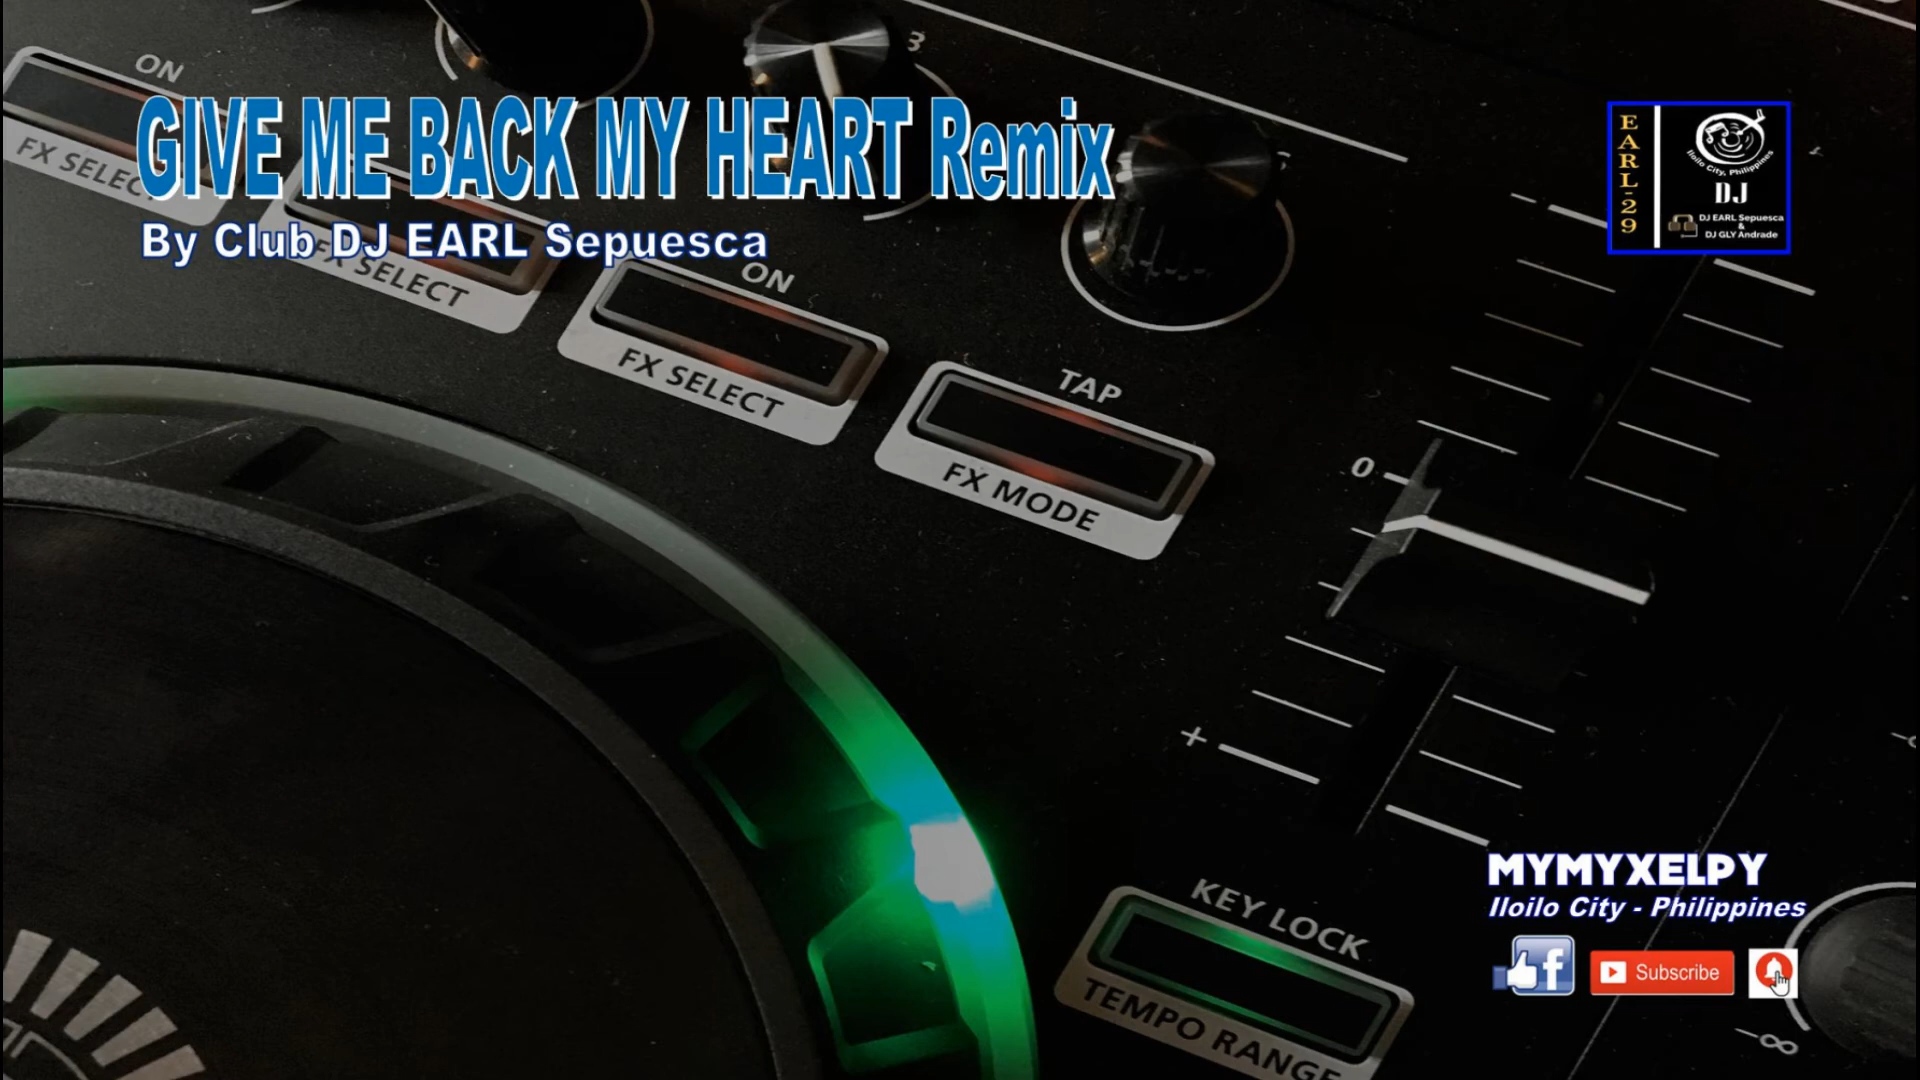 ON
3
FX SELECT
GIVE ME BACK MY HEART Remix
By Club DJ EARL Sepuesca
FX SELECT
ON
FX SELECT
TAP
FX MODE
EARL-29
Iloilo City, Philippines
DJ
DJ EARL Sepuesca
&
DJ GLY Andrade
0
+
KEY LOCK
TEMPO RANGE
MYMYXELPY
Iloilo City - Philippines
f
Subscribe
-∞